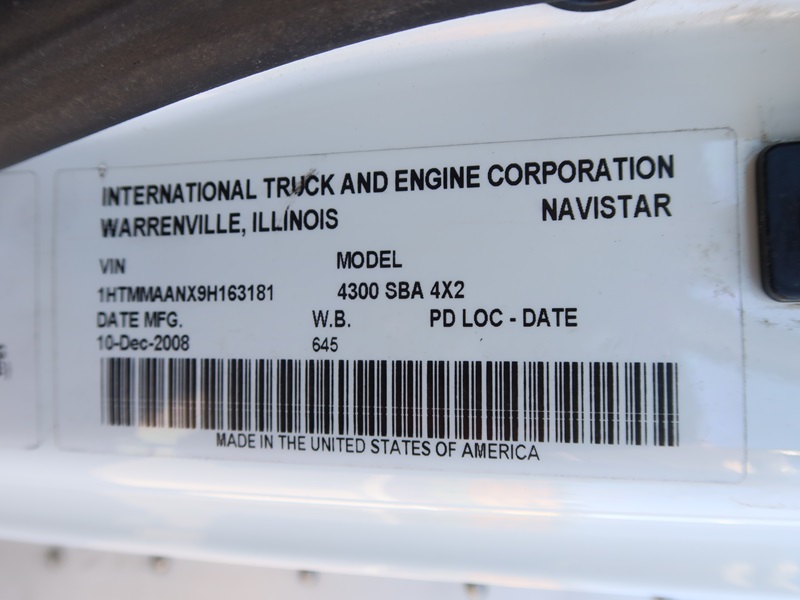 INTERNATIONAL TRUCK AND ENGINE CORPORATION
WARRENVILLE, ILLINOIS NAVISTAR
VIN MODEL
1HTMMAANX9H163181 4300 SBA 4X2
DATE MFG. W.B. PD LOC - DATE
10-Dec-2008 645
MADE IN THE UNITED STATES OF AMERICA